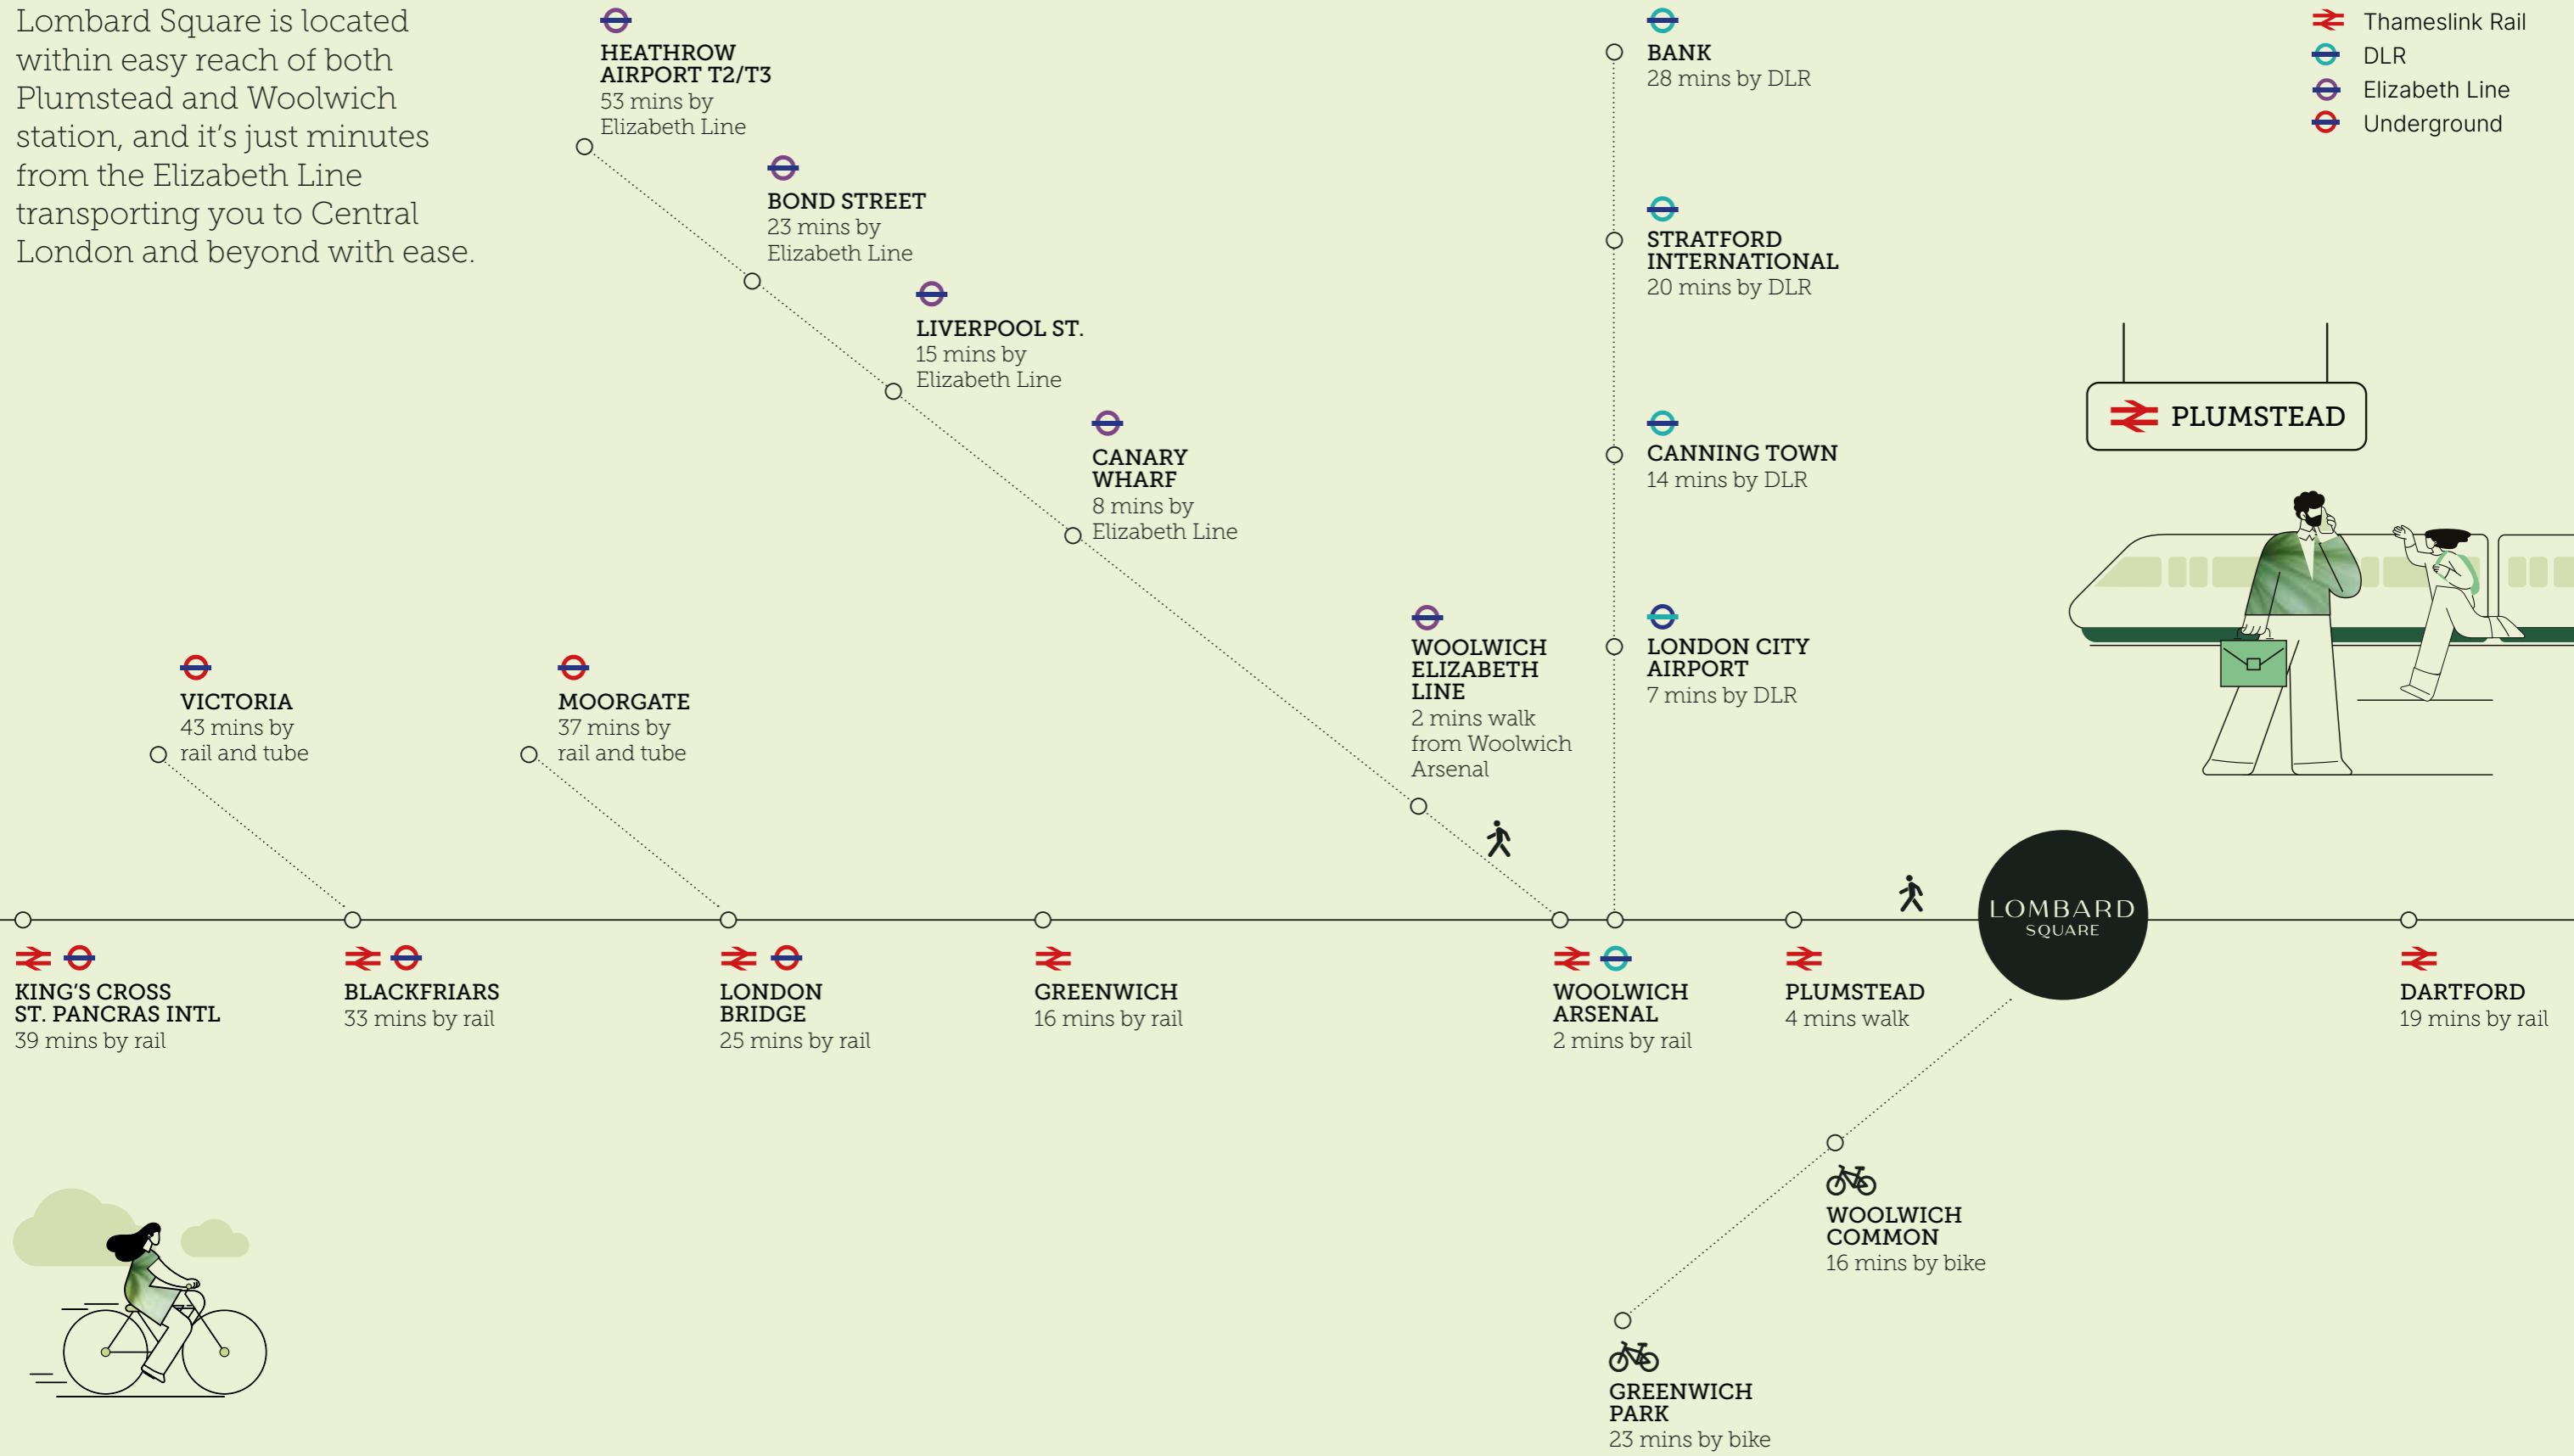 Lombard Square is located
within easy reach of both
Plumstead and Woolwich
station, and it’s just minutes
from the Elizabeth Line
transporting you to Central
London and beyond with ease.
HEATHROW
AIRPORT T2/T3
53 mins by
Elizabeth Line
BOND STREET
23 mins by
Elizabeth Line
LIVERPOOL ST.
15 mins by
Elizabeth Line
CANARY
WHARF
8 mins by
Elizabeth Line
WOOLWICH
ELIZABETH
LINE
2 mins walk
from Woolwich
Arsenal
BANK
28 mins by DLR
STRATFORD
INTERNATIONAL
20 mins by DLR
CANNING TOWN
14 mins by DLR
LONDON CITY
AIRPORT
7 mins by DLR
Thameslink Rail
DLR
Elizabeth Line
Underground
PLUMSTEAD
VICTORIA
43 mins by
rail and tube
MOORGATE
37 mins by
rail and tube
LOMBARD
SQUARE
KING’S CROSS
ST. PANCRAS INTL
39 mins by rail
BLACKFRIARS
33 mins by rail
LONDON
BRIDGE
25 mins by rail
GREENWICH
16 mins by rail
WOOLWICH
ARSENAL
2 mins by rail
PLUMSTEAD
4 mins walk
DARTFORD
19 mins by rail
WOOLWICH
COMMON
16 mins by bike
GREENWICH
PARK
23 mins by bike